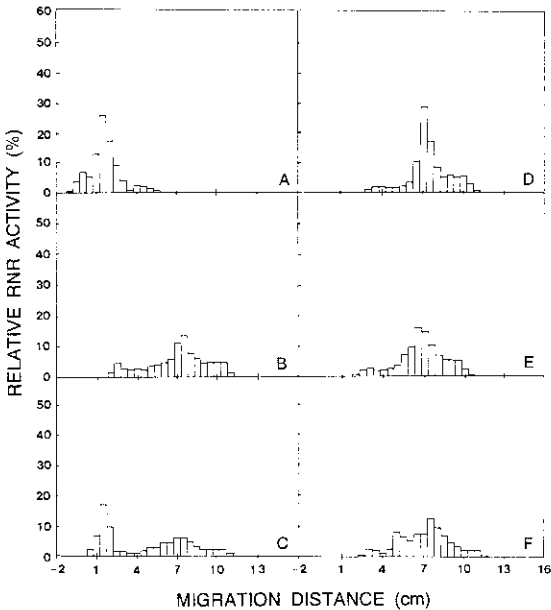 RELATIVE RNR ACTIVITY (%)
60
50
40
30
20
10
0
A
D
50
40
30
20
10
0
B
E
50
40
30
20
10
0
C
F
-2 1 4 7 10 13 -2 1 4 7 10 13 16
MIGRATION DISTANCE (cm)